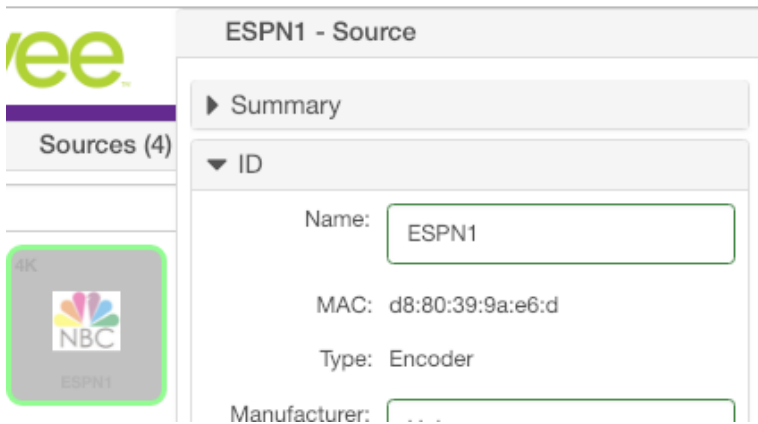 ESPN1 - Source
vee
Summary
Sources (4)
ID
Name:
ESPN1
4K
NBC
MAC: d8:80:39:9a:e6:d
Type: Encoder
ESPN1
Manufacturer: